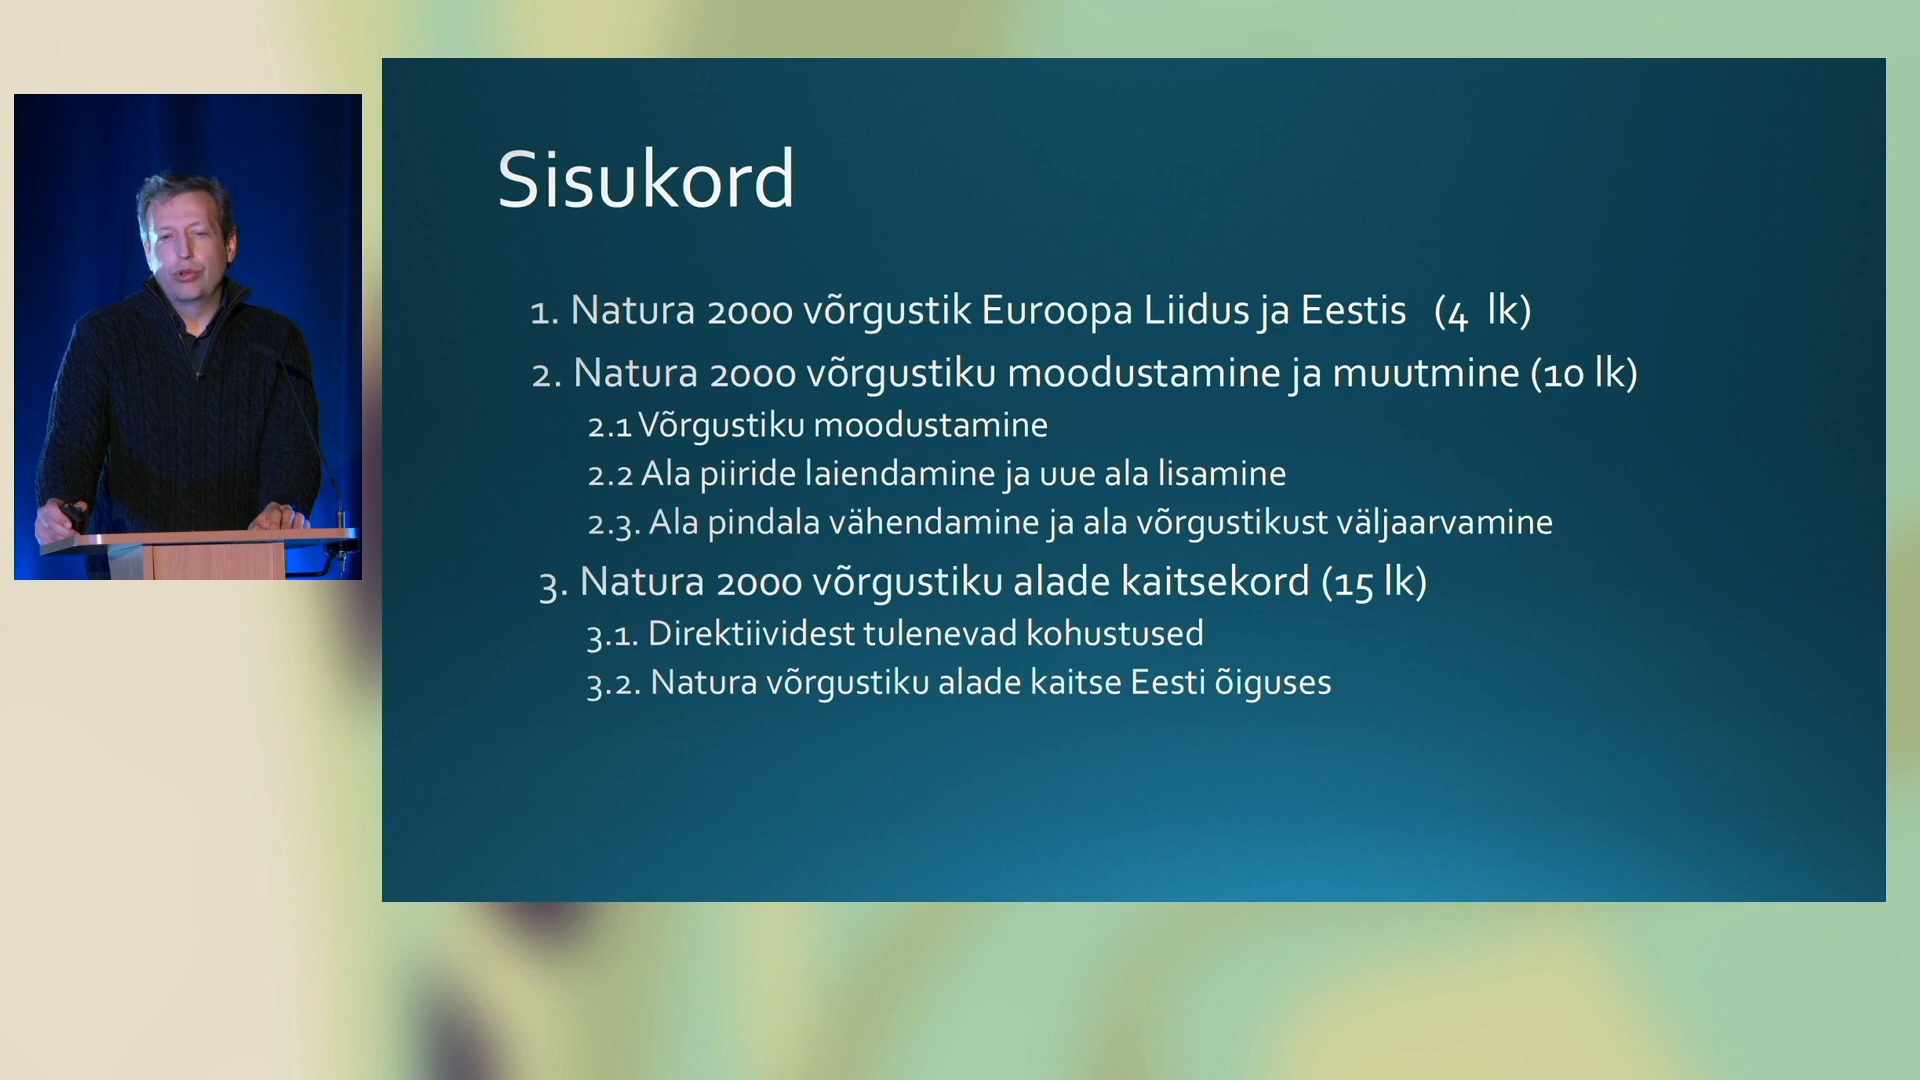 Sisukord
1. Natura 2000 võrgustik Euroopa Liidus ja Eestis (4 lk)
2. Natura 2000 võrgustiku moodustamine ja muutmine (10 lk)
2.1 Võrgustiku moodustamine
2.2 Ala piiride laiendamine ja uue ala lisamine
2.3. Ala pindala vähendamine ja ala võrgustikust väljaarvamine
3. Natura 2000 võrgustiku alade kaitsekord (15 lk)
3.1. Direktiividest tulenevad kohustused
3.2. Natura võrgustiku alade kaitse Eesti õiguses